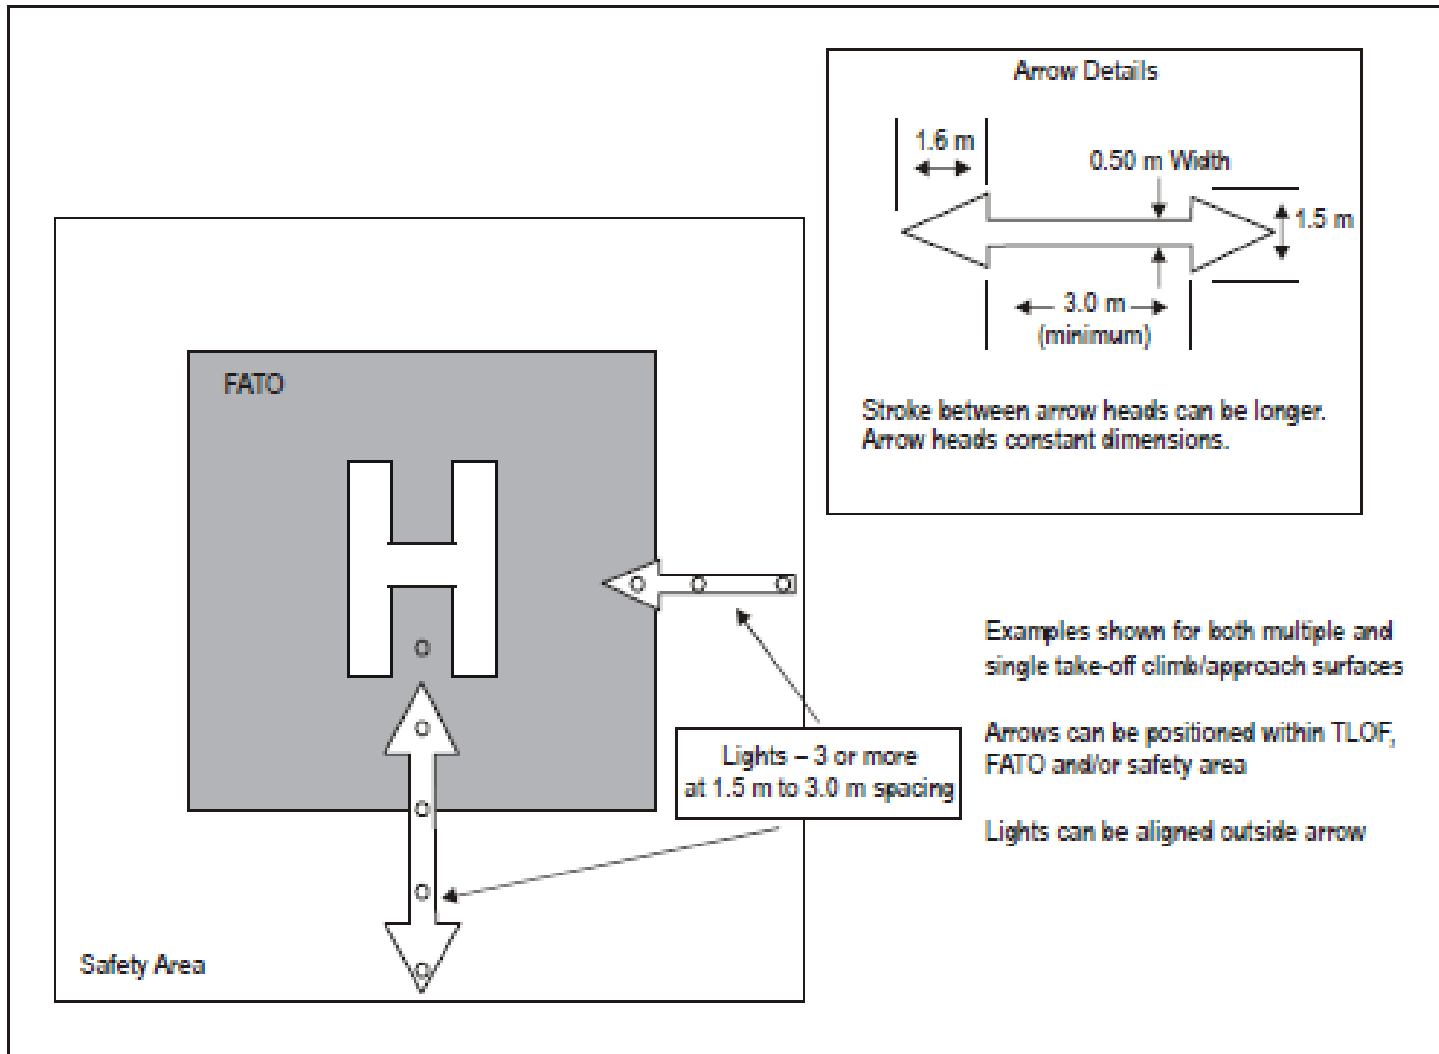 Arrow Details
1.6 m
0.50 m Width
1.5 m
3.0 m
(minimum)
Stroke between arrow heads can be longer.
Arrow heads constant dimensions.
FATO
H
Examples shown for both multiple and
single take-off climb/approach surfaces
Lights – 3 or more
at 1.5 m to 3.0 m spacing
Arrows can be positioned within TLOF,
FATO and/or safety area
Lights can be aligned outside arrow
Safety Area